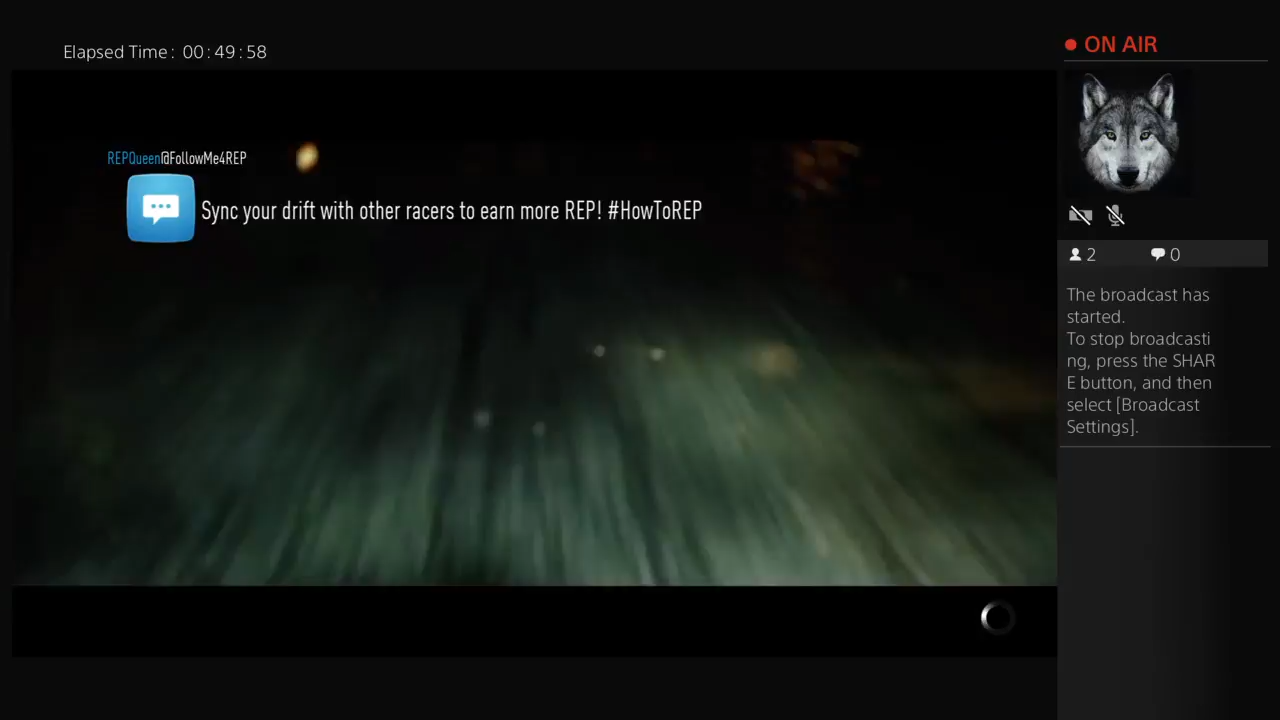 Elapsed Time: 00:49:58
ON AIR
REPQueen@FollowMe4REP
Sync your drift with other racers to earn more REP! #HowToREP
2
0
The broadcast has
started.
To stop broadcasti
ng, press the SHAR
E button, and then
select [Broadcast
Settings].